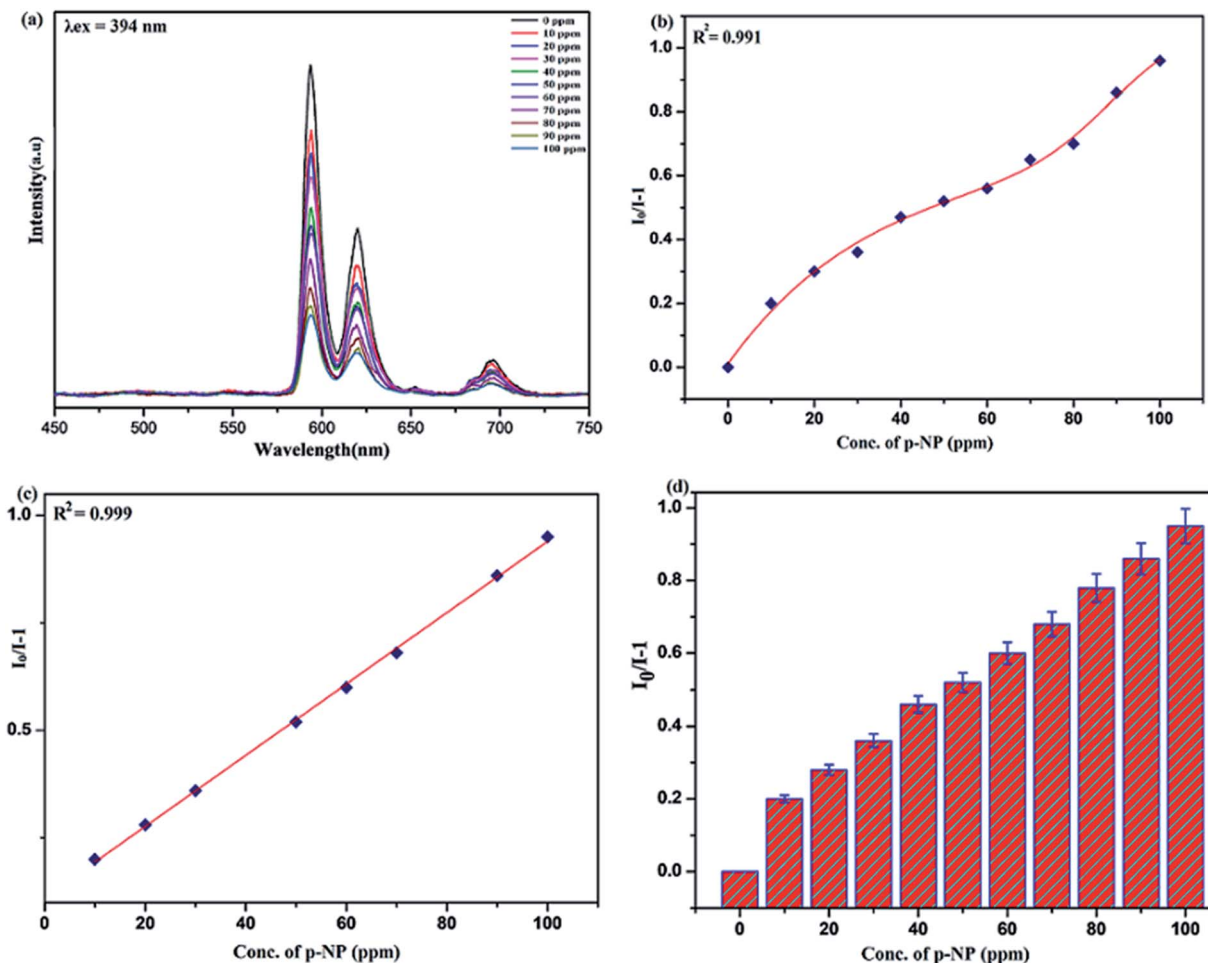 (a)
λex = 394 nm
0 ppm
10 ppm
20 ppm
30 ppm
40 ppm
50 ppm
60 ppm
70 ppm
80 ppm
90 ppm
100 ppm
Intensity(a.u)
450 500 550 600 650 700 750
Wavelength(nm)
(b)
R²= 0.991
1.0
0.8
0.6
0.4
0.2
0.0
I₀/I-1
0 20 40 60 80 100
Conc. of p-NP (ppm)
(c)
R² = 0.999
1.0
0.5
I₀/I-1
0 20 40 60 80 100
Conc. of p-NP (ppm)
(d)
1.0
0.8
0.6
0.4
0.2
0.0
I₀/I-1
0 20 40 60 80 100
Conc. of p-NP (ppm)